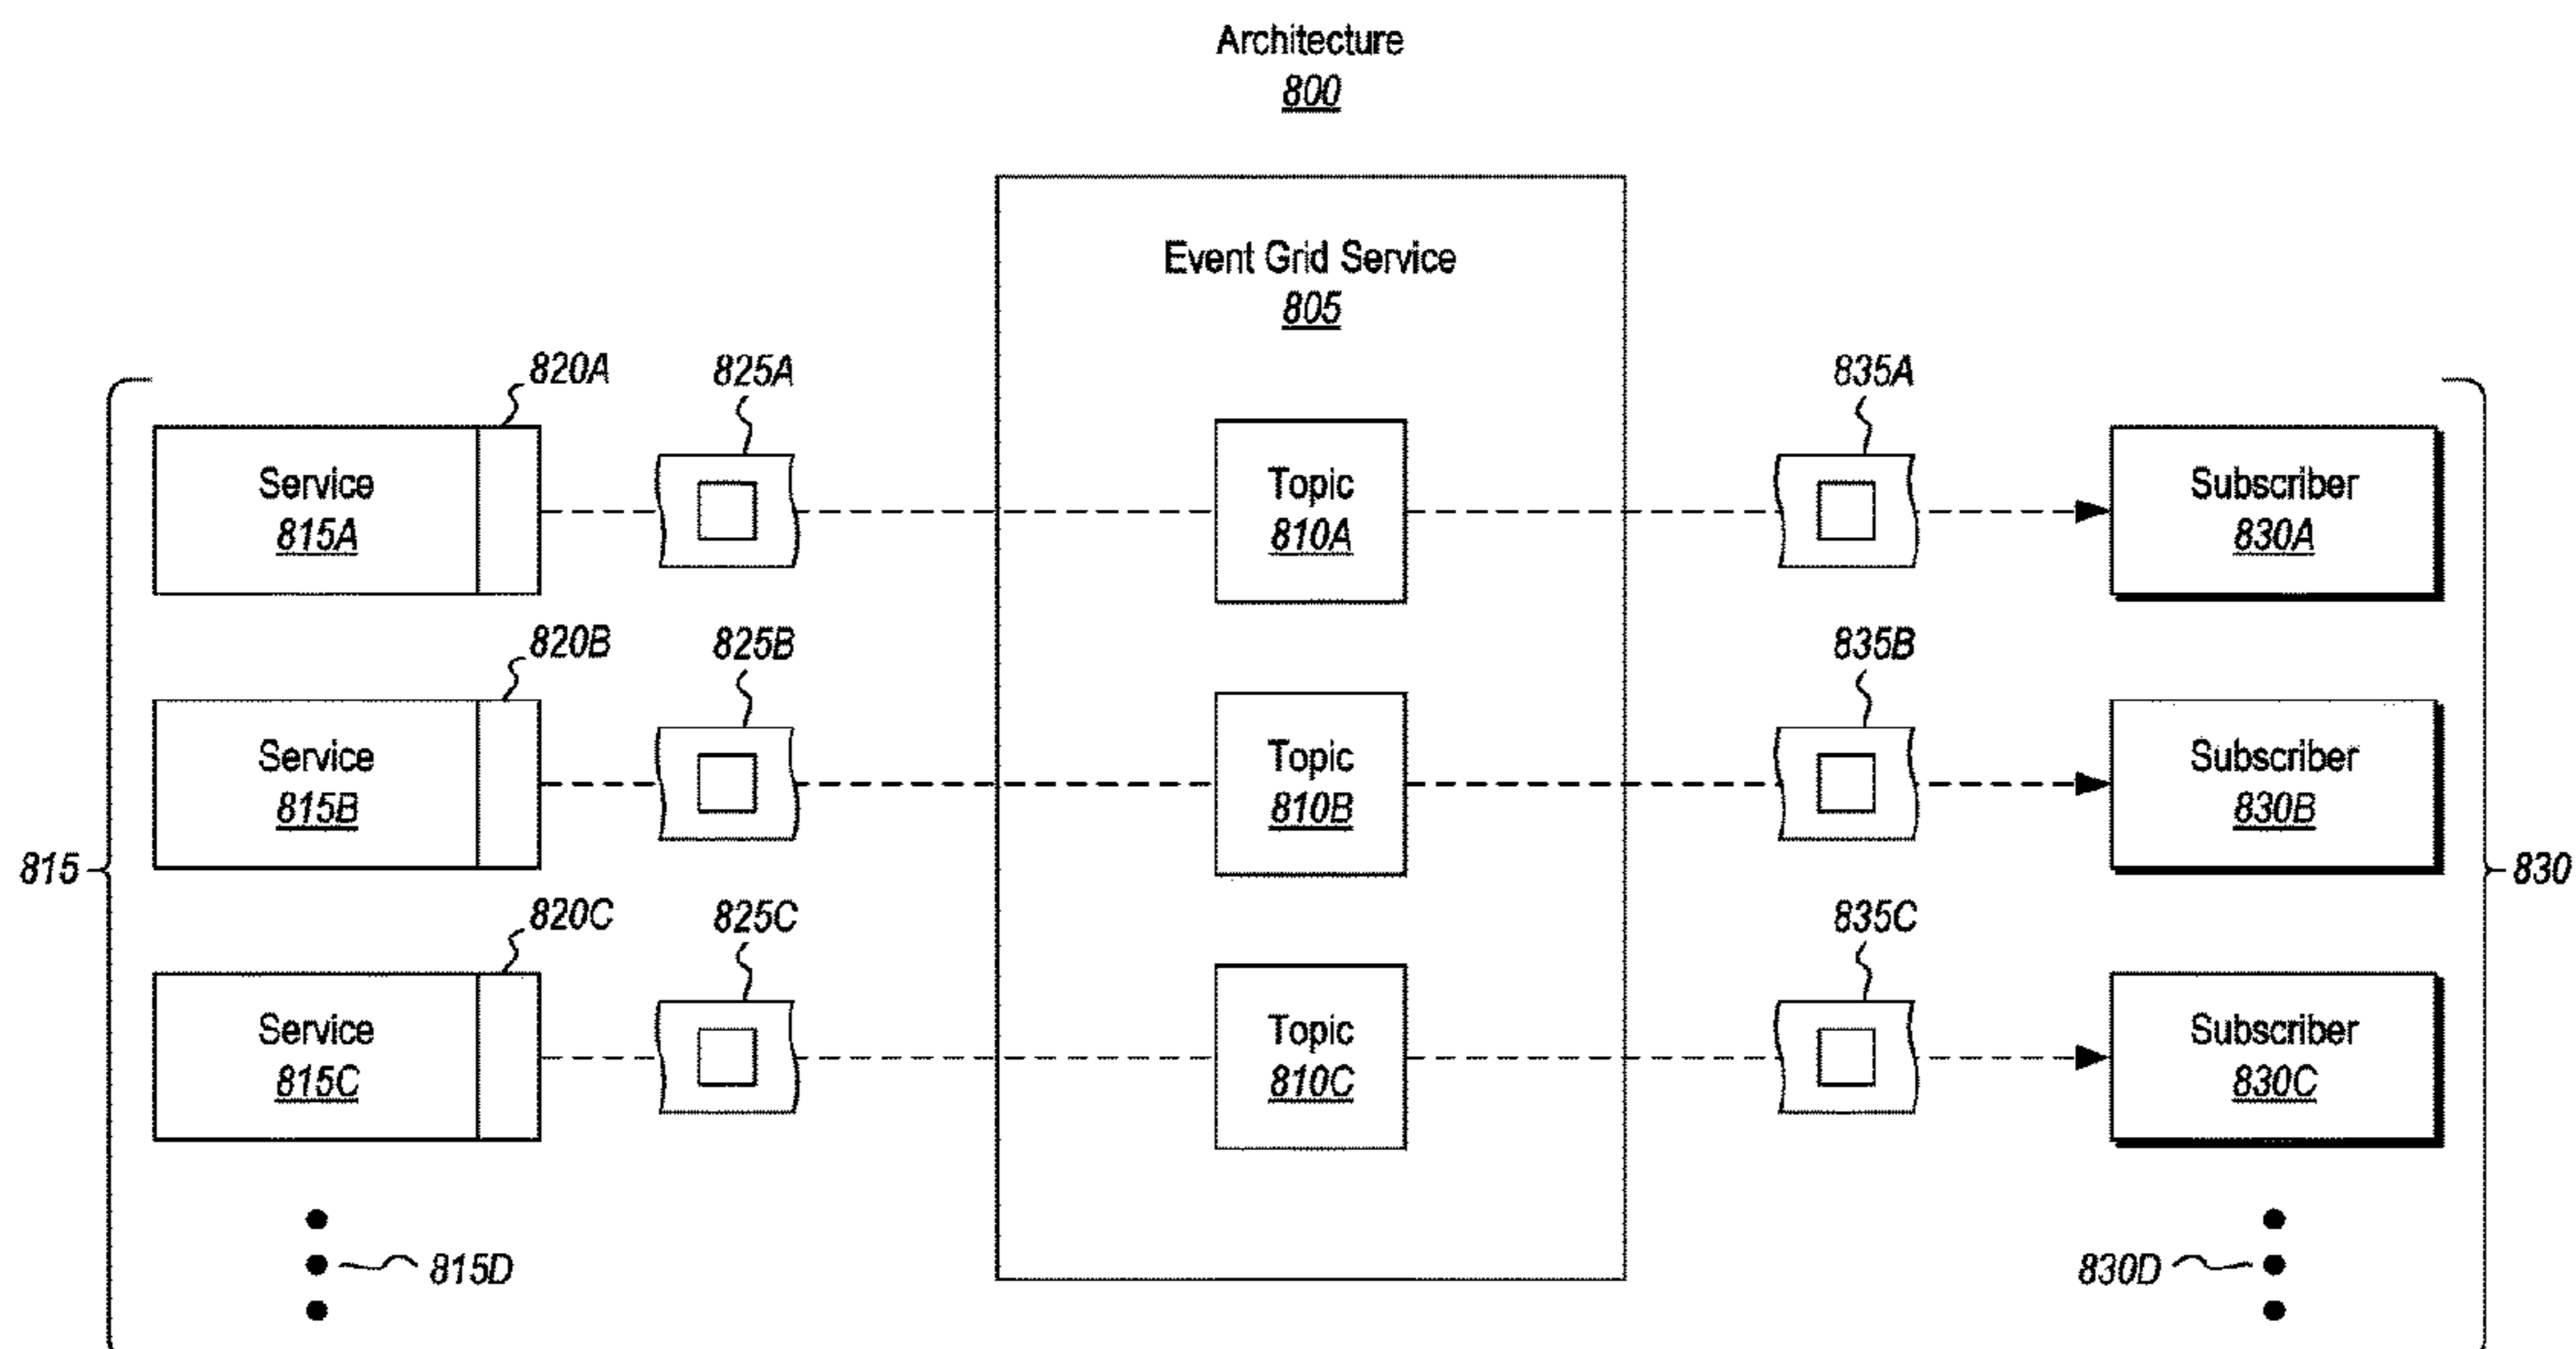 Architecture
800
Event Grid Service
805
820A
825A
835A
Service
815A
Topic
810A
Subscriber
830A
820B
825B
835B
Service
815B
Topic
810B
Subscriber
830B
815
830
820C
825C
835C
Service
815C
Topic
810C
Subscriber
830C
815D
830D